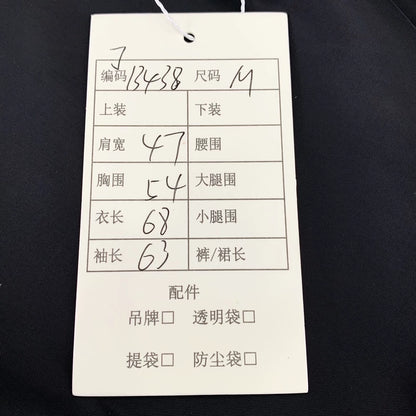 J
编码 13438 尺码 M
上装 下装
肩宽 47 腰围
胸围 54 大腿围
衣长 68 小腿围
袖长 63 裤/裙长
配件
吊牌□ 透明袋□
提袋□ 防尘袋□